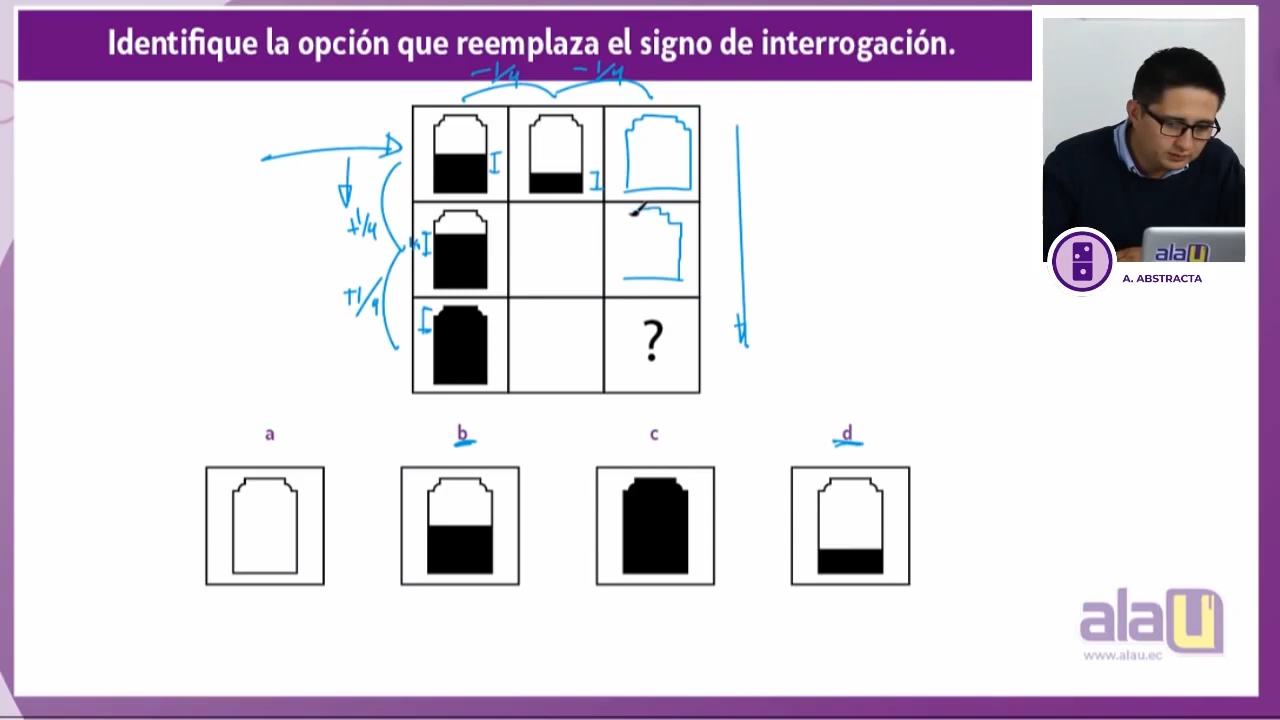 Identifique la opción que reemplaza el signo de interrogación.
-1/4 -1/4
+1/4
+1/4
?
a b c d
alaU
A. ABSTRACTA
alaU
www.alau.ec